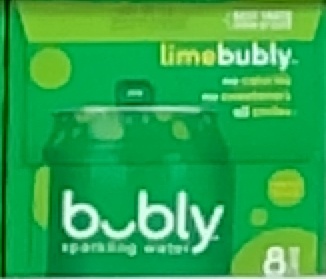 limebubly
no calories
no sweeteners
all smiles
bubly
sparkling water
8